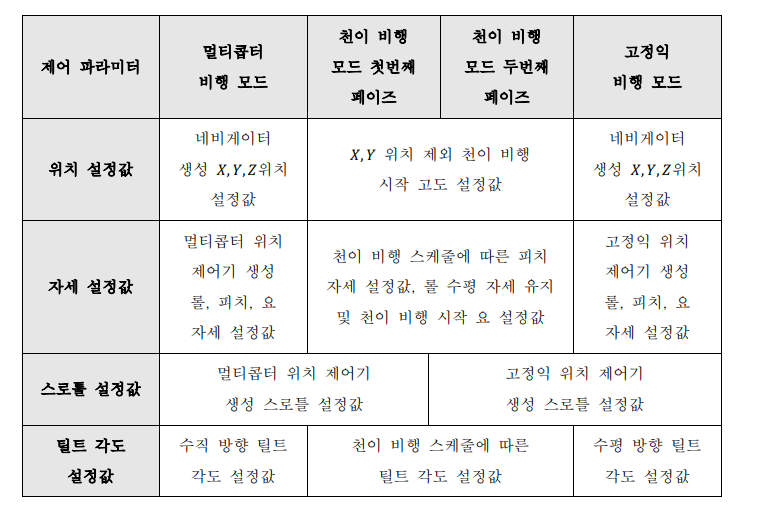 제어 파라미터
멀티콥터
비행 모드
천이 비행
모드 첫번째
페이즈
천이 비행
모드 두번째
페이즈
고정익
비행 모드
위치 설정값
네비게이터
생성 X,Y,Z위치
설정값
X,Y 위치 제외 천이 비행
시작 고도 설정값
네비게이터
생성 X,Y,Z위치
설정값
자세 설정값
멀티콥터 위치
제어기 생성
롤, 피치, 요
자세 설정값
천이 비행 스케줄에 따른 피치
자세 설정값, 롤 수평 자세 유지
및 천이 비행 시작 요 설정값
고정익 위치
제어기 생성
롤, 피치, 요
자세 설정값
스로틀 설정값
멀티콥터 위치 제어기
생성 스로틀 설정값
고정익 위치 제어기
생성 스로틀 설정값
틸트 각도
설정값
수직 방향 틸트
각도 설정값
천이 비행 스케줄에 따른
틸트 각도 설정값
수평 방향 틸트
각도 설정값